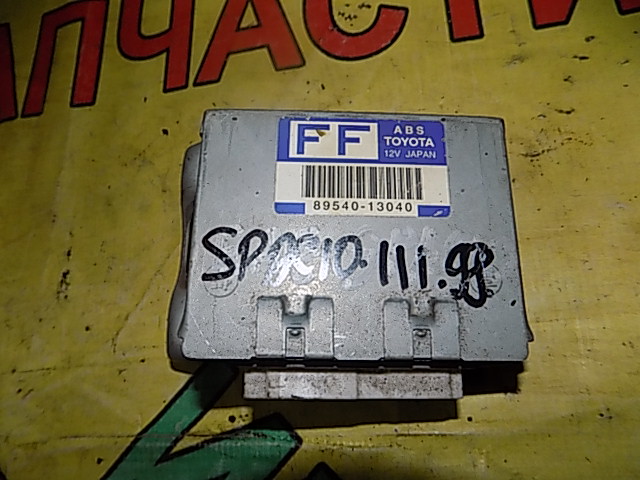 ПЧАСТИ
FF
ABS
TOYOTA
12V JAPAN
89540-13040
SPACIO. 111. 98